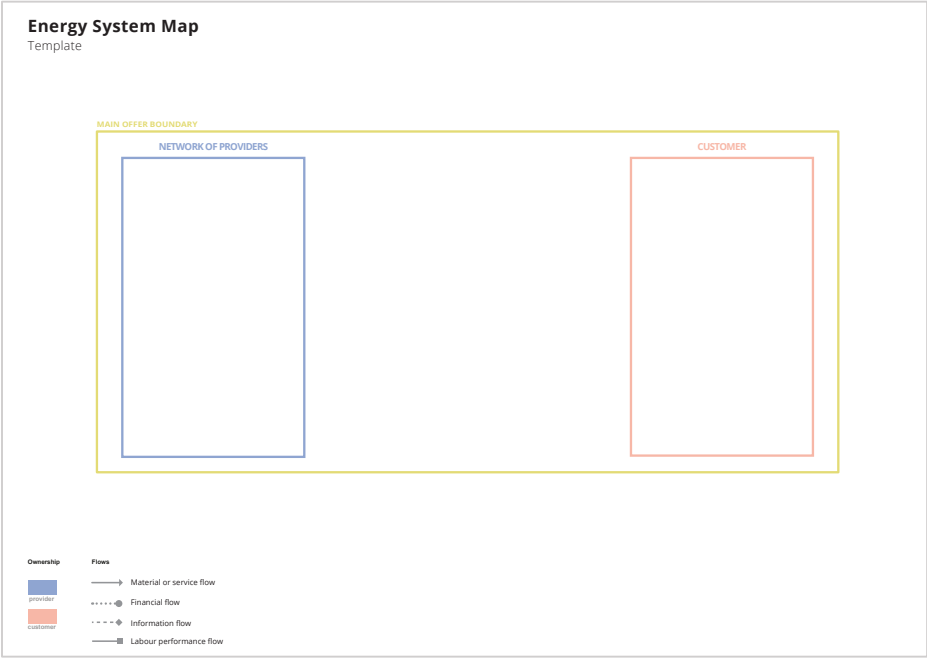 Energy System Map
Template
MAIN OFFER BOUNDARY
NETWORK OF PROVIDERS
CUSTOMER
Ownership
provider
customer
Flows
Material or service flow
Financial flow
Information flow
Labour performance flow